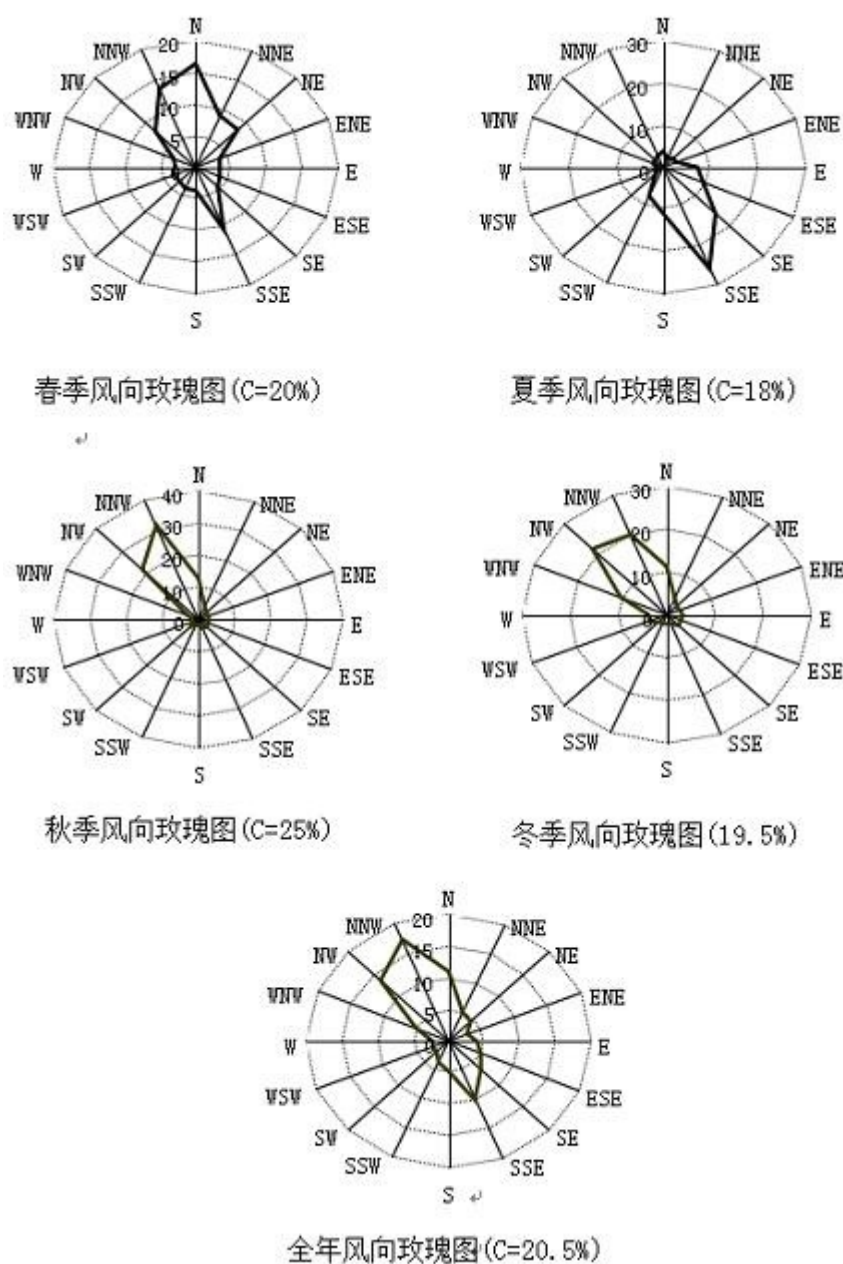 N
20
NNW NNE
15
NW NE
10
WNW ENE
5
W 0 E
WSW ESE
SW SE
SSW SSE
S
春季风向玫瑰图(C=20%)
N
30
NNW NNE
NW 20 NE
WNW 10 ENE
W 0 E
WSW ESE
SW SE
SSW SSE
S
夏季风向玫瑰图(C=18%)
N
40
NNW NNE
30
NW NE
20
WNW ENE
10
W 0 E
WSW ESE
SW SE
SSW SSE
S
秋季风向玫瑰图(C=25%)
N
30
NNW NNE
NW 20 NE
WNW 10 ENE
W 0 E
WSW ESE
SW SE
SSW SSE
S
冬季风向玫瑰图(19.5%)
N
20
NNW NNE
15
NW NE
10
WNW ENE
5
W 0 E
WSW ESE
SW SE
SSW SSE
S
全年风向玫瑰图(C=20.5%)